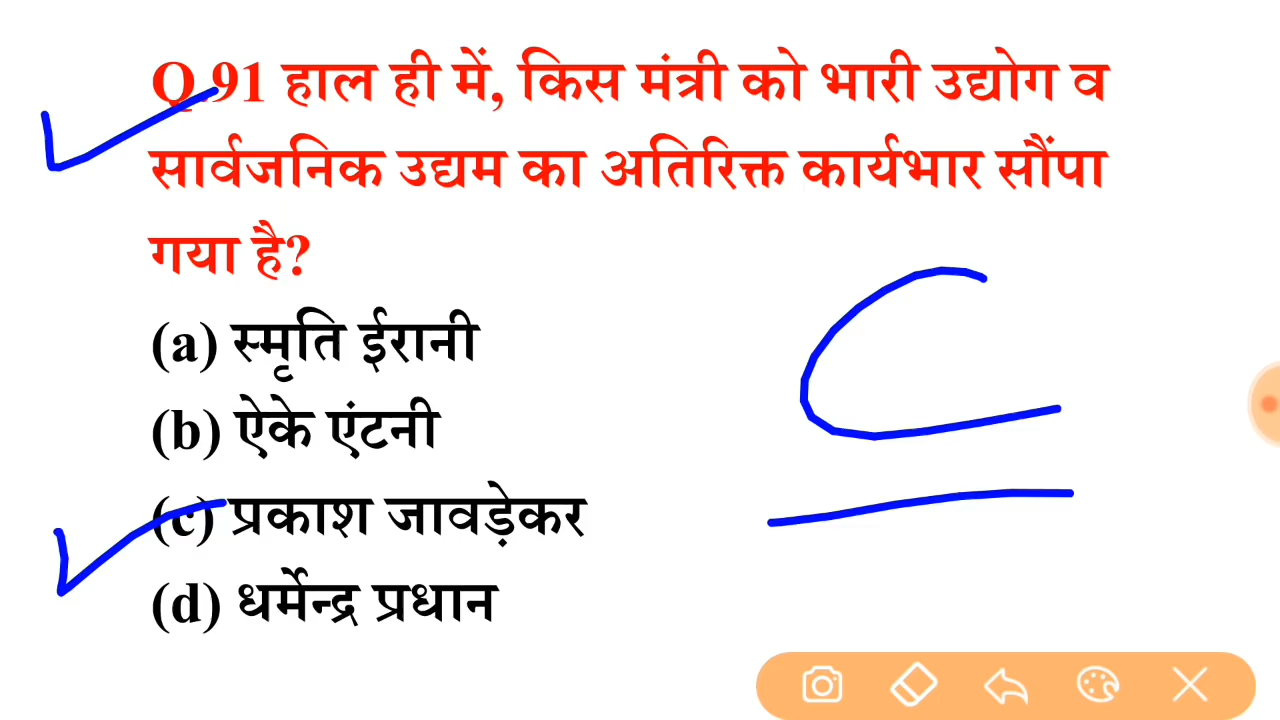 Q.91 हाल ही में, किस मंत्री को भारी उद्योग व
सार्वजनिक उद्यम का अतिरिक्त कार्यभार सौंपा
गया है?
(a) स्मृति ईरानी
(b) ऐके एंटनी
(c) प्रकाश जावड़ेकर
(d) धर्मेन्द्र प्रधान
C